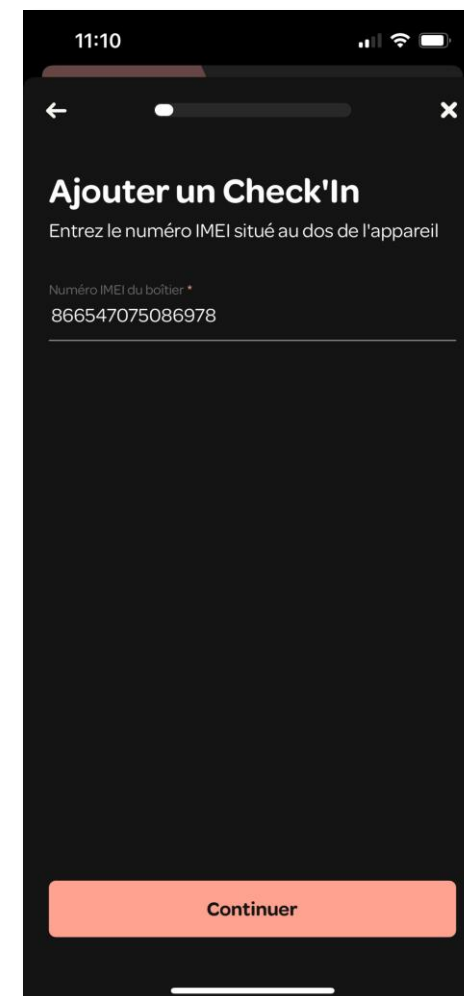 11:10
Ajouter un Check'In
Entrez le numéro IMEI situé au dos de l'appareil
Numéro IMEI du boîtier *
866547075086978
Continuer